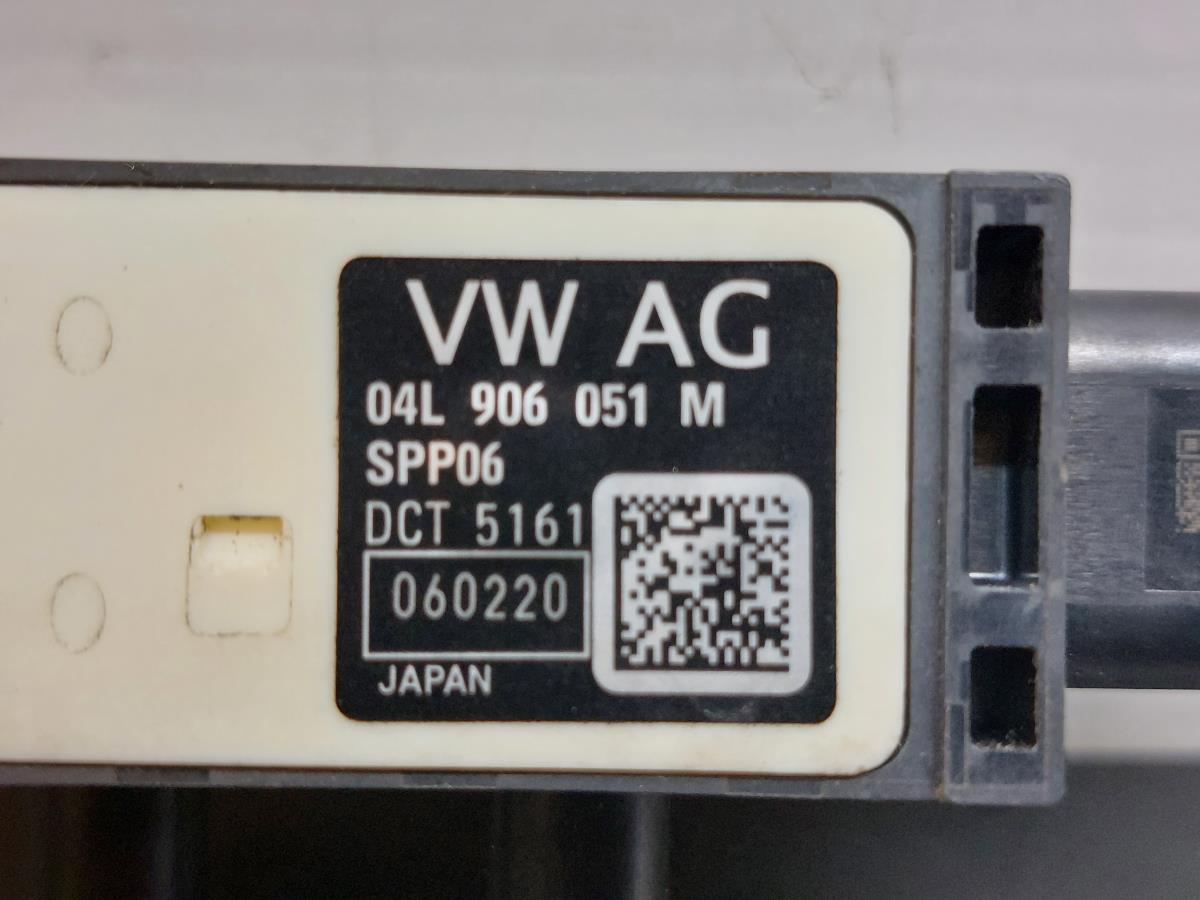 VW AG
04L 906 051 M
SPP06
DCT 5161
060220
JAPAN